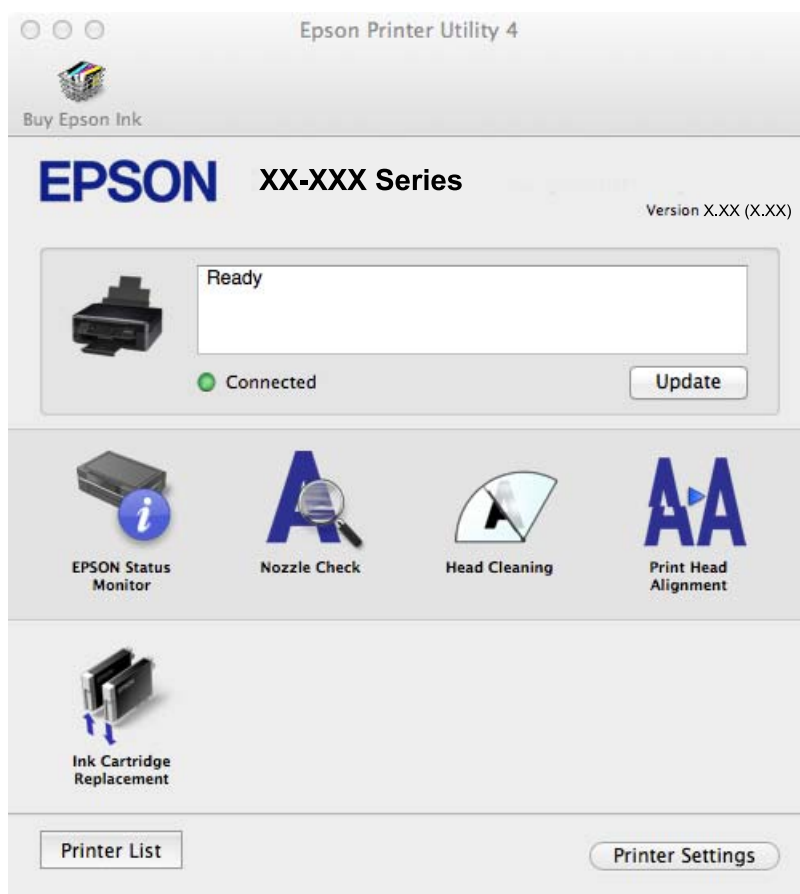 Epson Printer Utility 4
Buy Epson Ink
EPSON XX-XXX Series
Version X.XX (X.XX)
Ready
Connected
Update
EPSON Status
Monitor
Nozzle Check
Head Cleaning
Print Head
Alignment
Ink Cartridge
Replacement
Printer List
Printer Settings